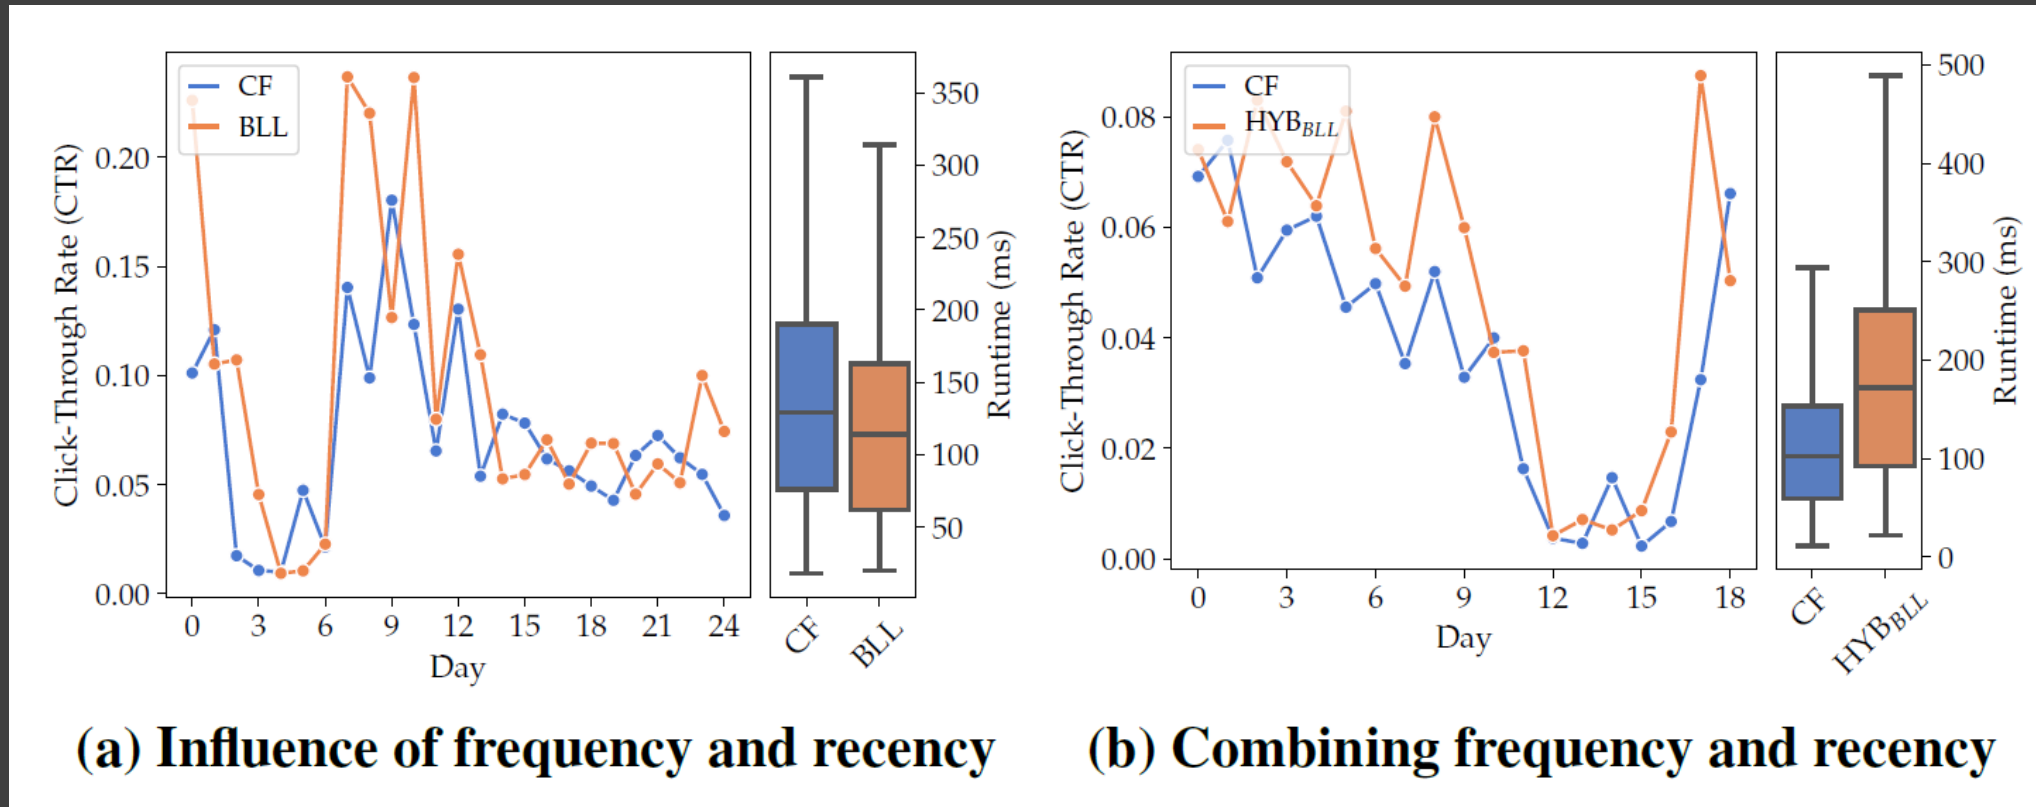 CF
BLL
Click-Through Rate (CTR)
0.20
0.15
0.10
0.05
0.00
0 3 6 9 12 15 18 21 24
Day
350
300
250
200
150
100
50
Runtime (ms)
CF BLL
(a) Influence of frequency and recency
CF
HYB_BLL
Click-Through Rate (CTR)
0.08
0.06
0.04
0.02
0.00
0 3 6 9 12 15 18
Day
500
400
300
200
100
0
Runtime (ms)
CF HYB_BLL
(b) Combining frequency and recency